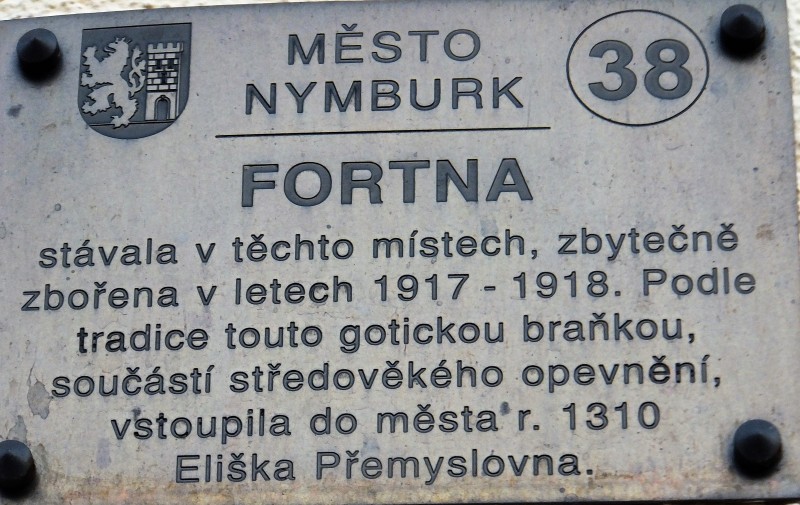 MĚSTO
NYMBURK
38
FORTNA
stávala v těchto místech, zbytečně
zbořena v letech 1917 - 1918. Podle
tradice touto gotickou braňkou,
součástí středověkého opevnění,
vstoupila do města r. 1310
Eliška Přemyslovna.